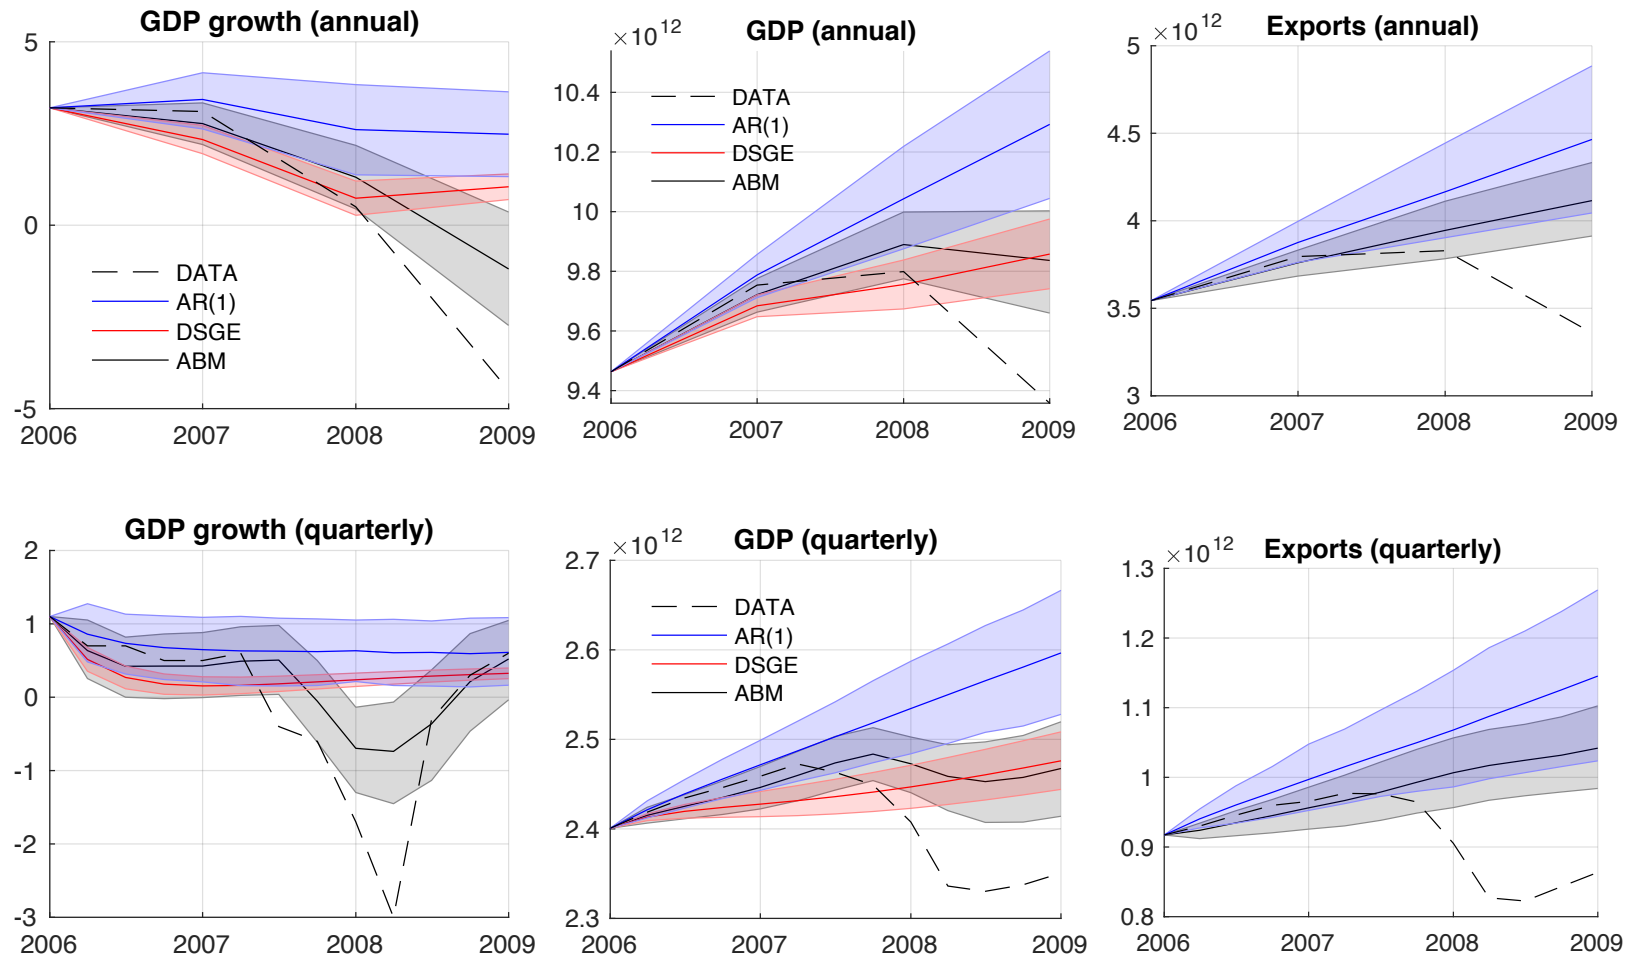 GDP growth (annual)
5
0
-5
2006 2007 2008 2009
DATA
AR(1)
DSGE
ABM
GDP (annual)
×10^12
10.4
10.2
10
9.8
9.6
9.4
2006 2007 2008 2009
DATA
AR(1)
DSGE
ABM
Exports (annual)
×10^12
5
4.5
4
3.5
3
2006 2007 2008 2009
GDP growth (quarterly)
2
1
0
-1
-2
-3
2006 2007 2008 2009
GDP (quarterly)
×10^12
2.7
2.6
2.5
2.4
2.3
2006 2007 2008 2009
DATA
AR(1)
DSGE
ABM
Exports (quarterly)
×10^12
1.3
1.2
1.1
1
0.9
0.8
2006 2007 2008 2009